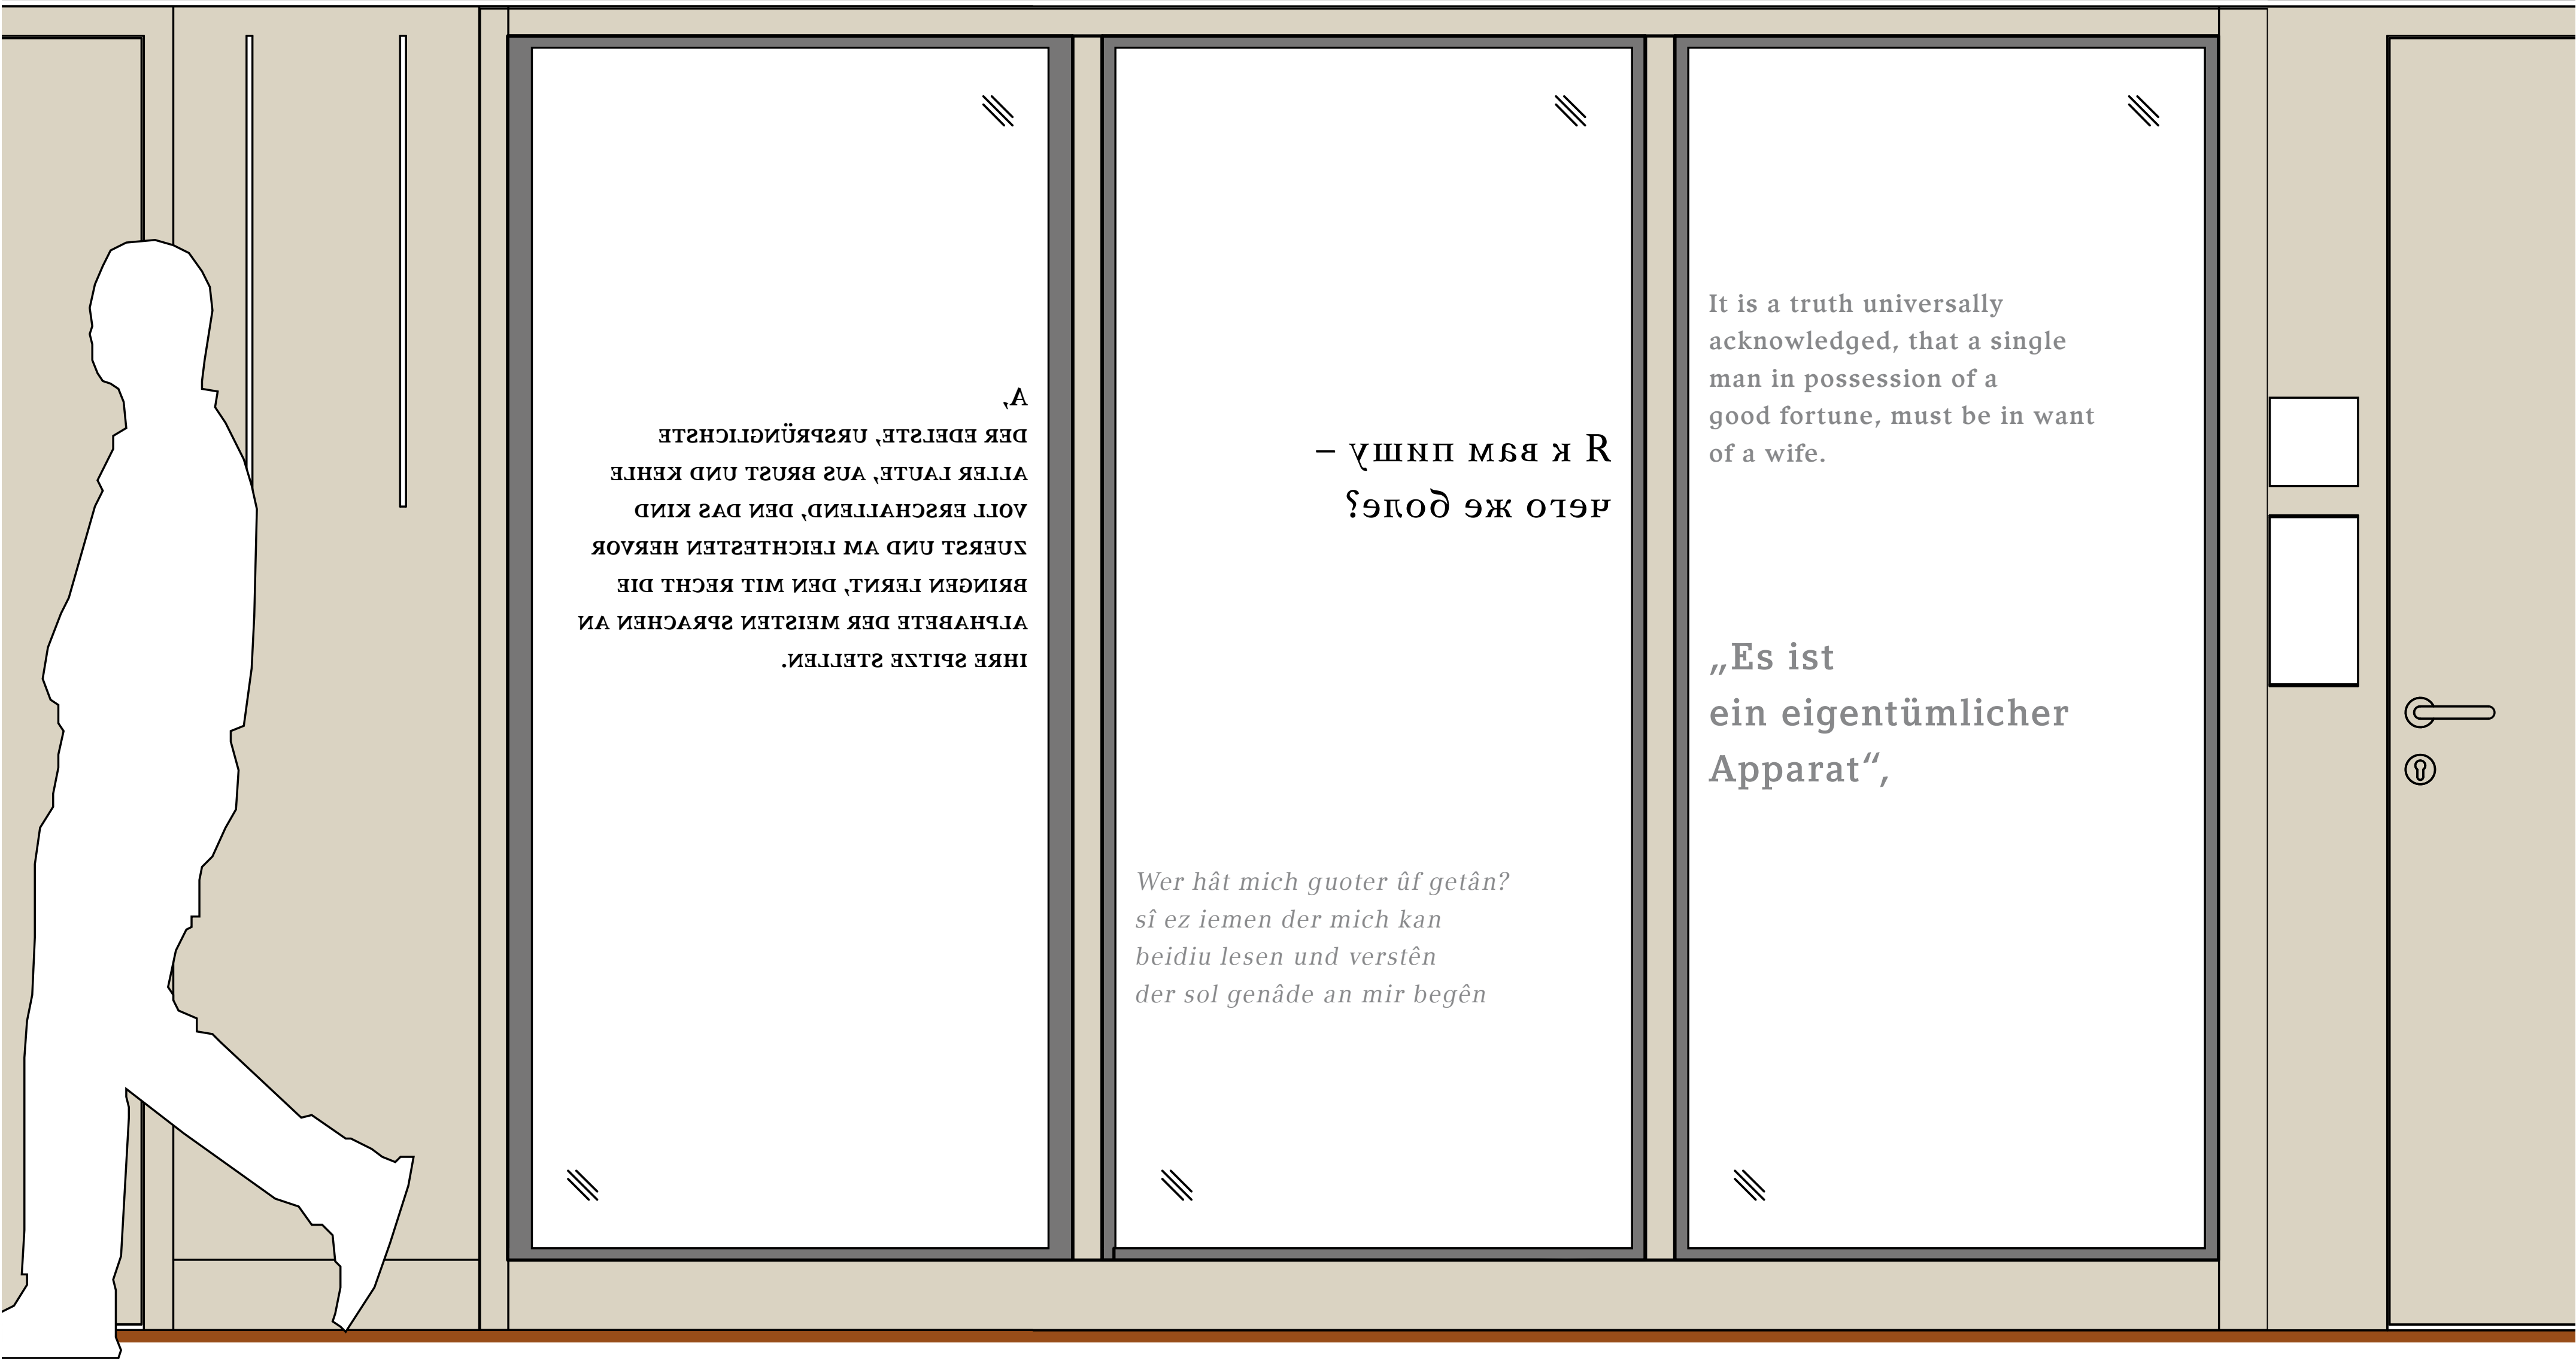 A,
DER EDELSTE, URSPRÜNGLICHSTE
ALLER LAUTE, AUS BRUST UND KEHLE
VOLL ERSCHALLEND, DEN DAS KIND
ZUERST UND AM LEICHTESTEN HERVOR
BRINGEN LERNT, DEN MIT RECHT DIE
ALPHABETE DER MEISTEN SPRACHEN AN
IHRE SPITZE STELLEN.
Я к вам пишу –
чего же боле?
Wer hât mich guoter ûf getân?
sî ez iemen der mich kan
beidiu lesen und verstên
der sol genâde an mir begên
It is a truth universally
acknowledged, that a single
man in possession of a
good fortune, must be in want
of a wife.
„Es ist
ein eigentümlicher
Apparat“,